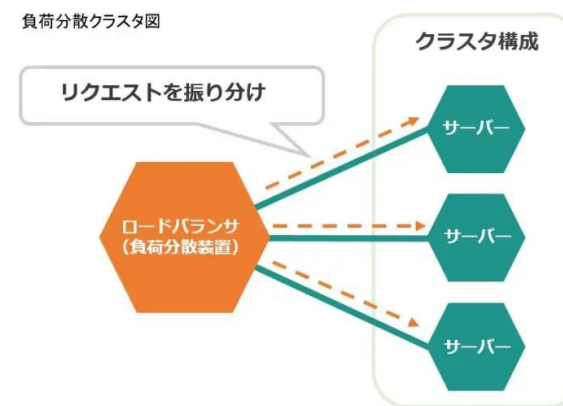 負荷分散クラスタ図
クラスタ構成
リクエストを振り分け
サーバー
ロードバランサ
(負荷分散装置)
サーバー
サーバー